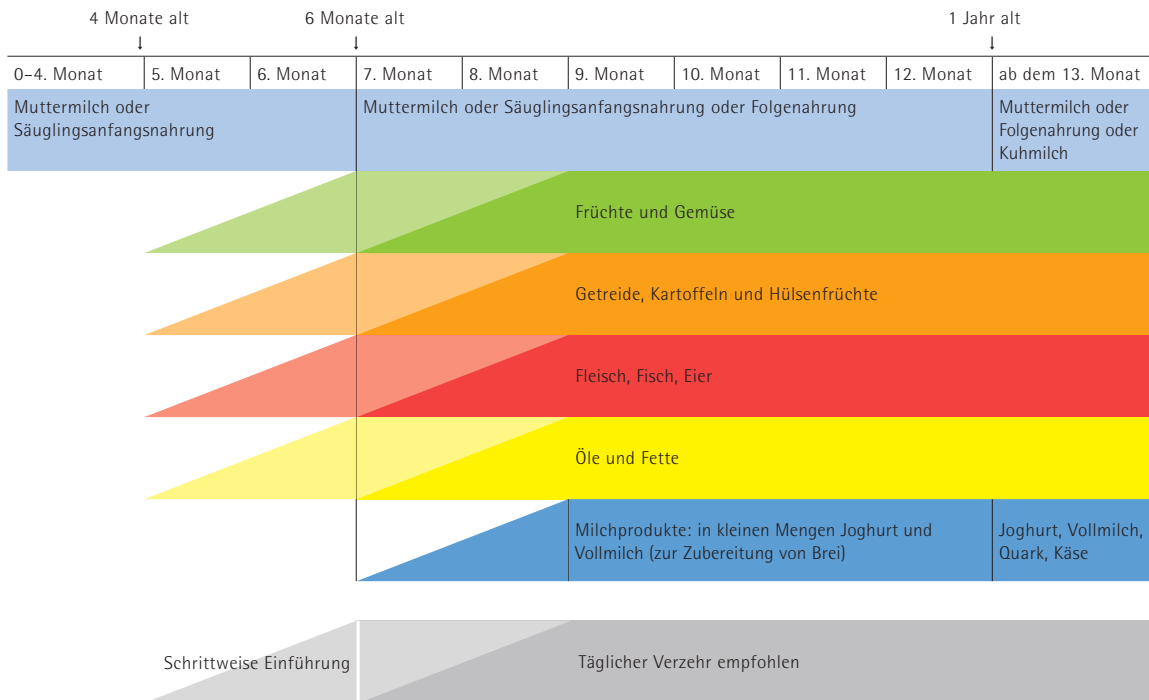 4 Monate alt
6 Monate alt
1 Jahr alt
0–4. Monat
5. Monat
6. Monat
7. Monat
8. Monat
9. Monat
10. Monat
11. Monat
12. Monat
ab dem 13. Monat
Muttermilch oder
Säuglingsanfangsnahrung
Muttermilch oder Säuglingsanfangsnahrung oder Folgenahrung
Muttermilch oder
Folgenahrung oder
Kuhmilch
Früchte und Gemüse
Getreide, Kartoffeln und Hülsenfrüchte
Fleisch, Fisch, Eier
Öle und Fette
Milchprodukte: in kleinen Mengen Joghurt und
Vollmilch (zur Zubereitung von Brei)
Joghurt, Vollmilch,
Quark, Käse
Schrittweise Einführung
Täglicher Verzehr empfohlen